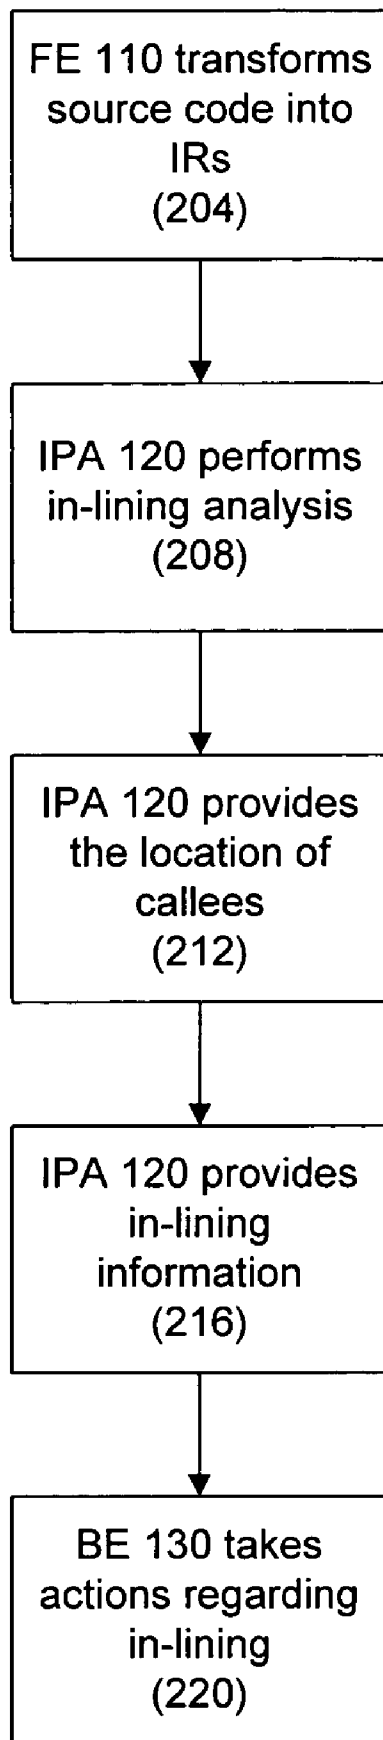 FE 110 transforms
source code into
IRs
(204)
IPA 120 performs
in-lining analysis
(208)
IPA 120 provides
the location of
callees
(212)
IPA 120 provides
in-lining
information
(216)
BE 130 takes
actions regarding
in-lining
(220)